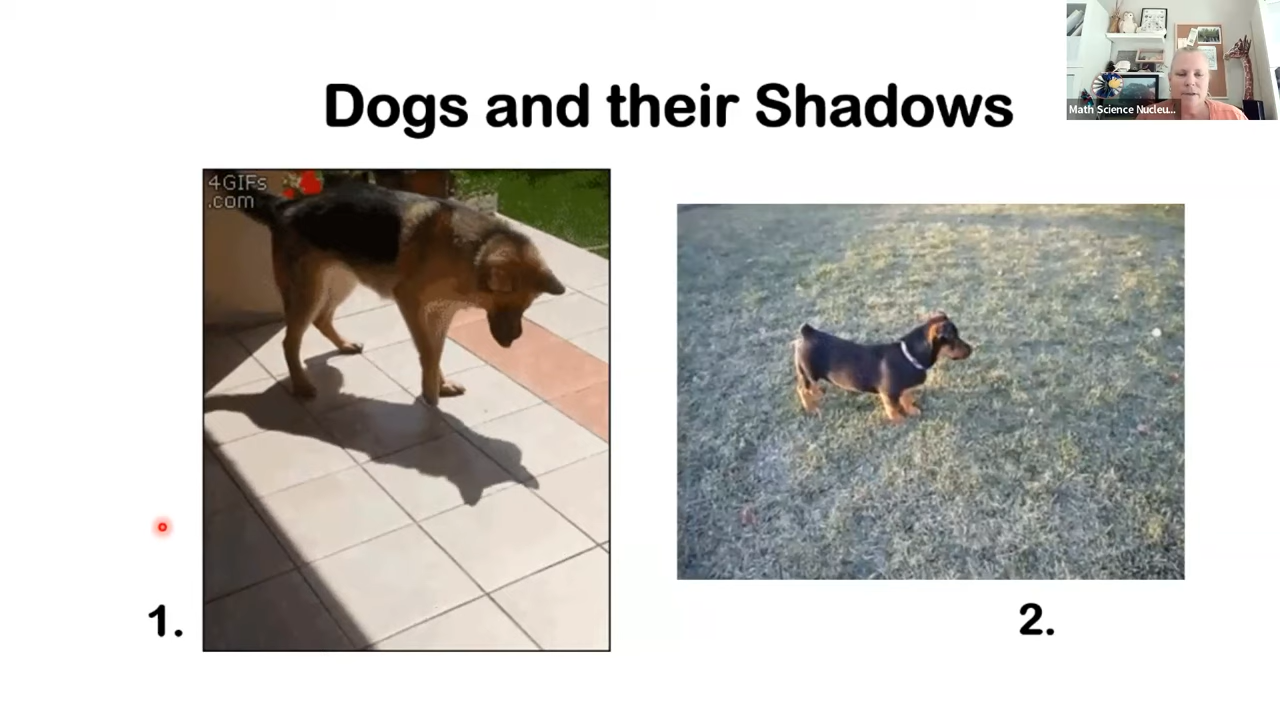 Dogs and their Shadows
Math Science Nucleu...
4GIFs
.com
1.
2.